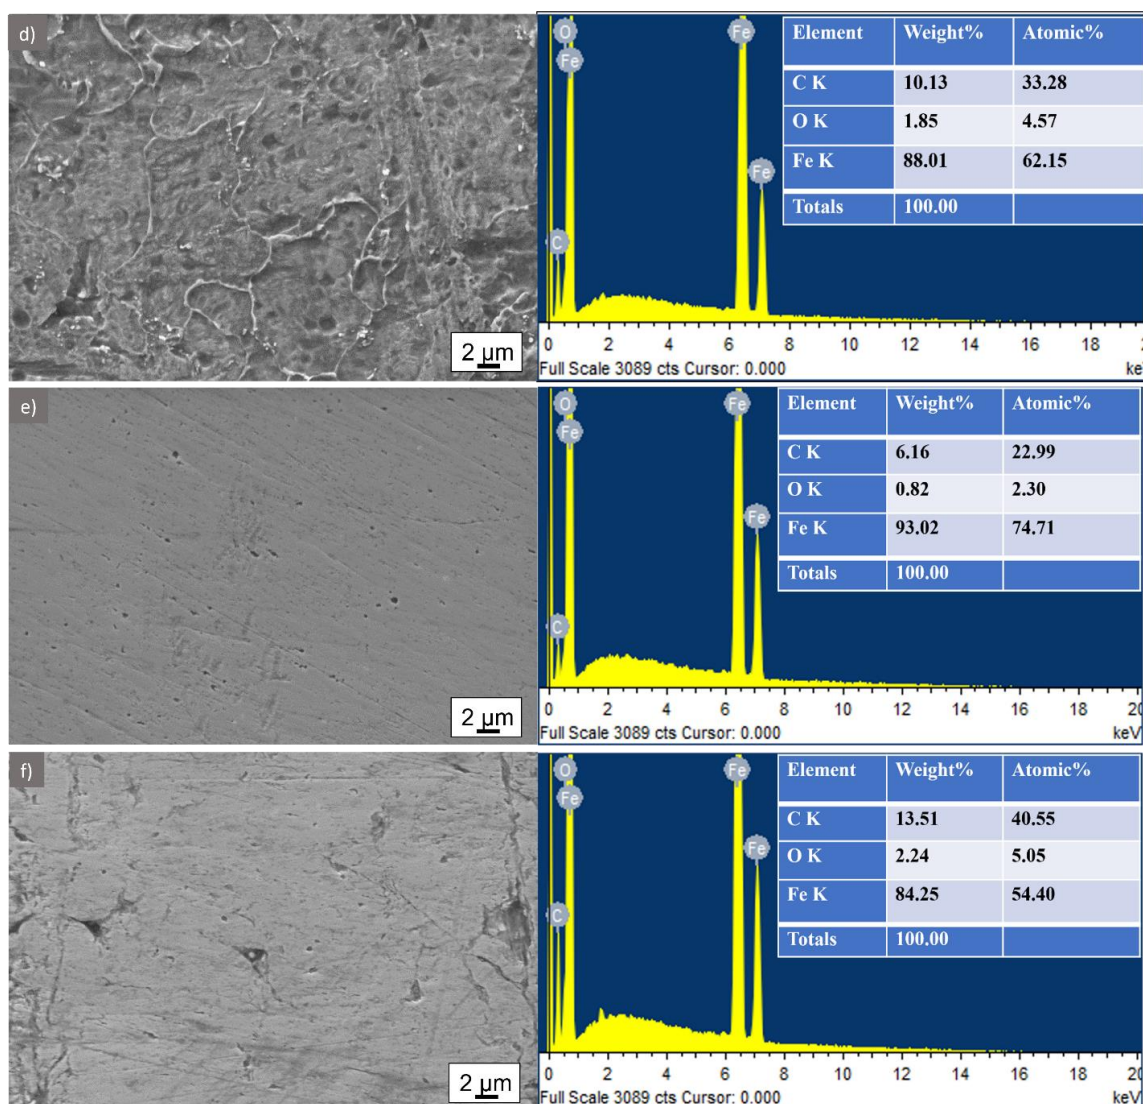 d)
2 µm
O
Fe
Fe
Fe
C
Element Weight% Atomic%
C K 10.13 33.28
O K 1.85 4.57
Fe K 88.01 62.15
Totals 100.00
0 2 4 6 8 10 12 14 16 18 2
Full Scale 3089 cts Cursor: 0.000 ke
e)
2 µm
O
Fe
Fe
Fe
C
Element Weight% Atomic%
C K 6.16 22.99
O K 0.82 2.30
Fe K 93.02 74.71
Totals 100.00
0 2 4 6 8 10 12 14 16 18 20
Full Scale 3089 cts Cursor: 0.000 keV
f)
2 µm
O
Fe
Fe
Fe
C
Element Weight% Atomic%
C K 13.51 40.55
O K 2.24 5.05
Fe K 84.25 54.40
Totals 100.00
0 2 4 6 8 10 12 14 16 18 20
Full Scale 3089 cts Cursor: 0.000 keV